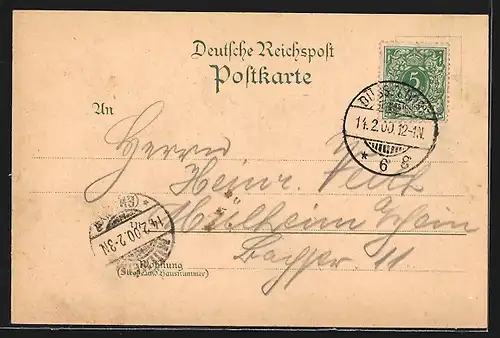 Deutsche Reichspost
Postkarte
5
14.2.00.12-1N.
* 6 g
An
Herrn
Heinr.
Mülheim Rhein
14.2.00.2-3N.
Wohnung
(Straße und Hausnummer)
11